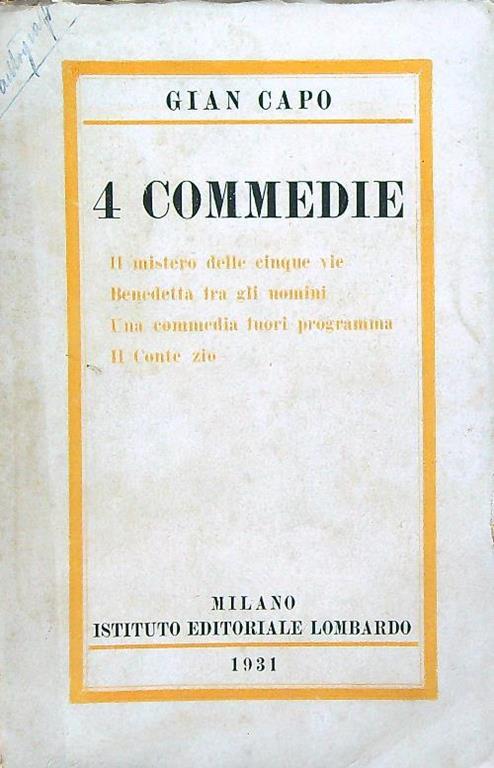 autografo
GIAN CAPO
4 COMMEDIE
Il mistero delle cinque vie
Benedetta fra gli uomini
Una commedia fuori programma
Il Conte zio
MILANO
ISTITUTO EDITORIALE LOMBARDO
1931